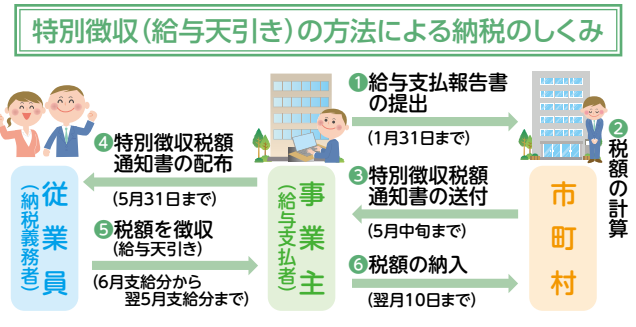 特別徴収(給与天引き)の方法による納税のしくみ
❶給与支払報告書
の提出
(1月31日まで)
❷税額の計算
❸特別徴収税額
通知書の送付
(5月中旬まで)
❹特別徴収税額
通知書の配布
(5月31日まで)
❺税額を徴収
(給与天引き)
(6月支給分から
翌5月支給分まで)
❻税額の納入
(翌月10日まで)
従業員
(納税義務者)
事業主
(給与支払者)
市町村